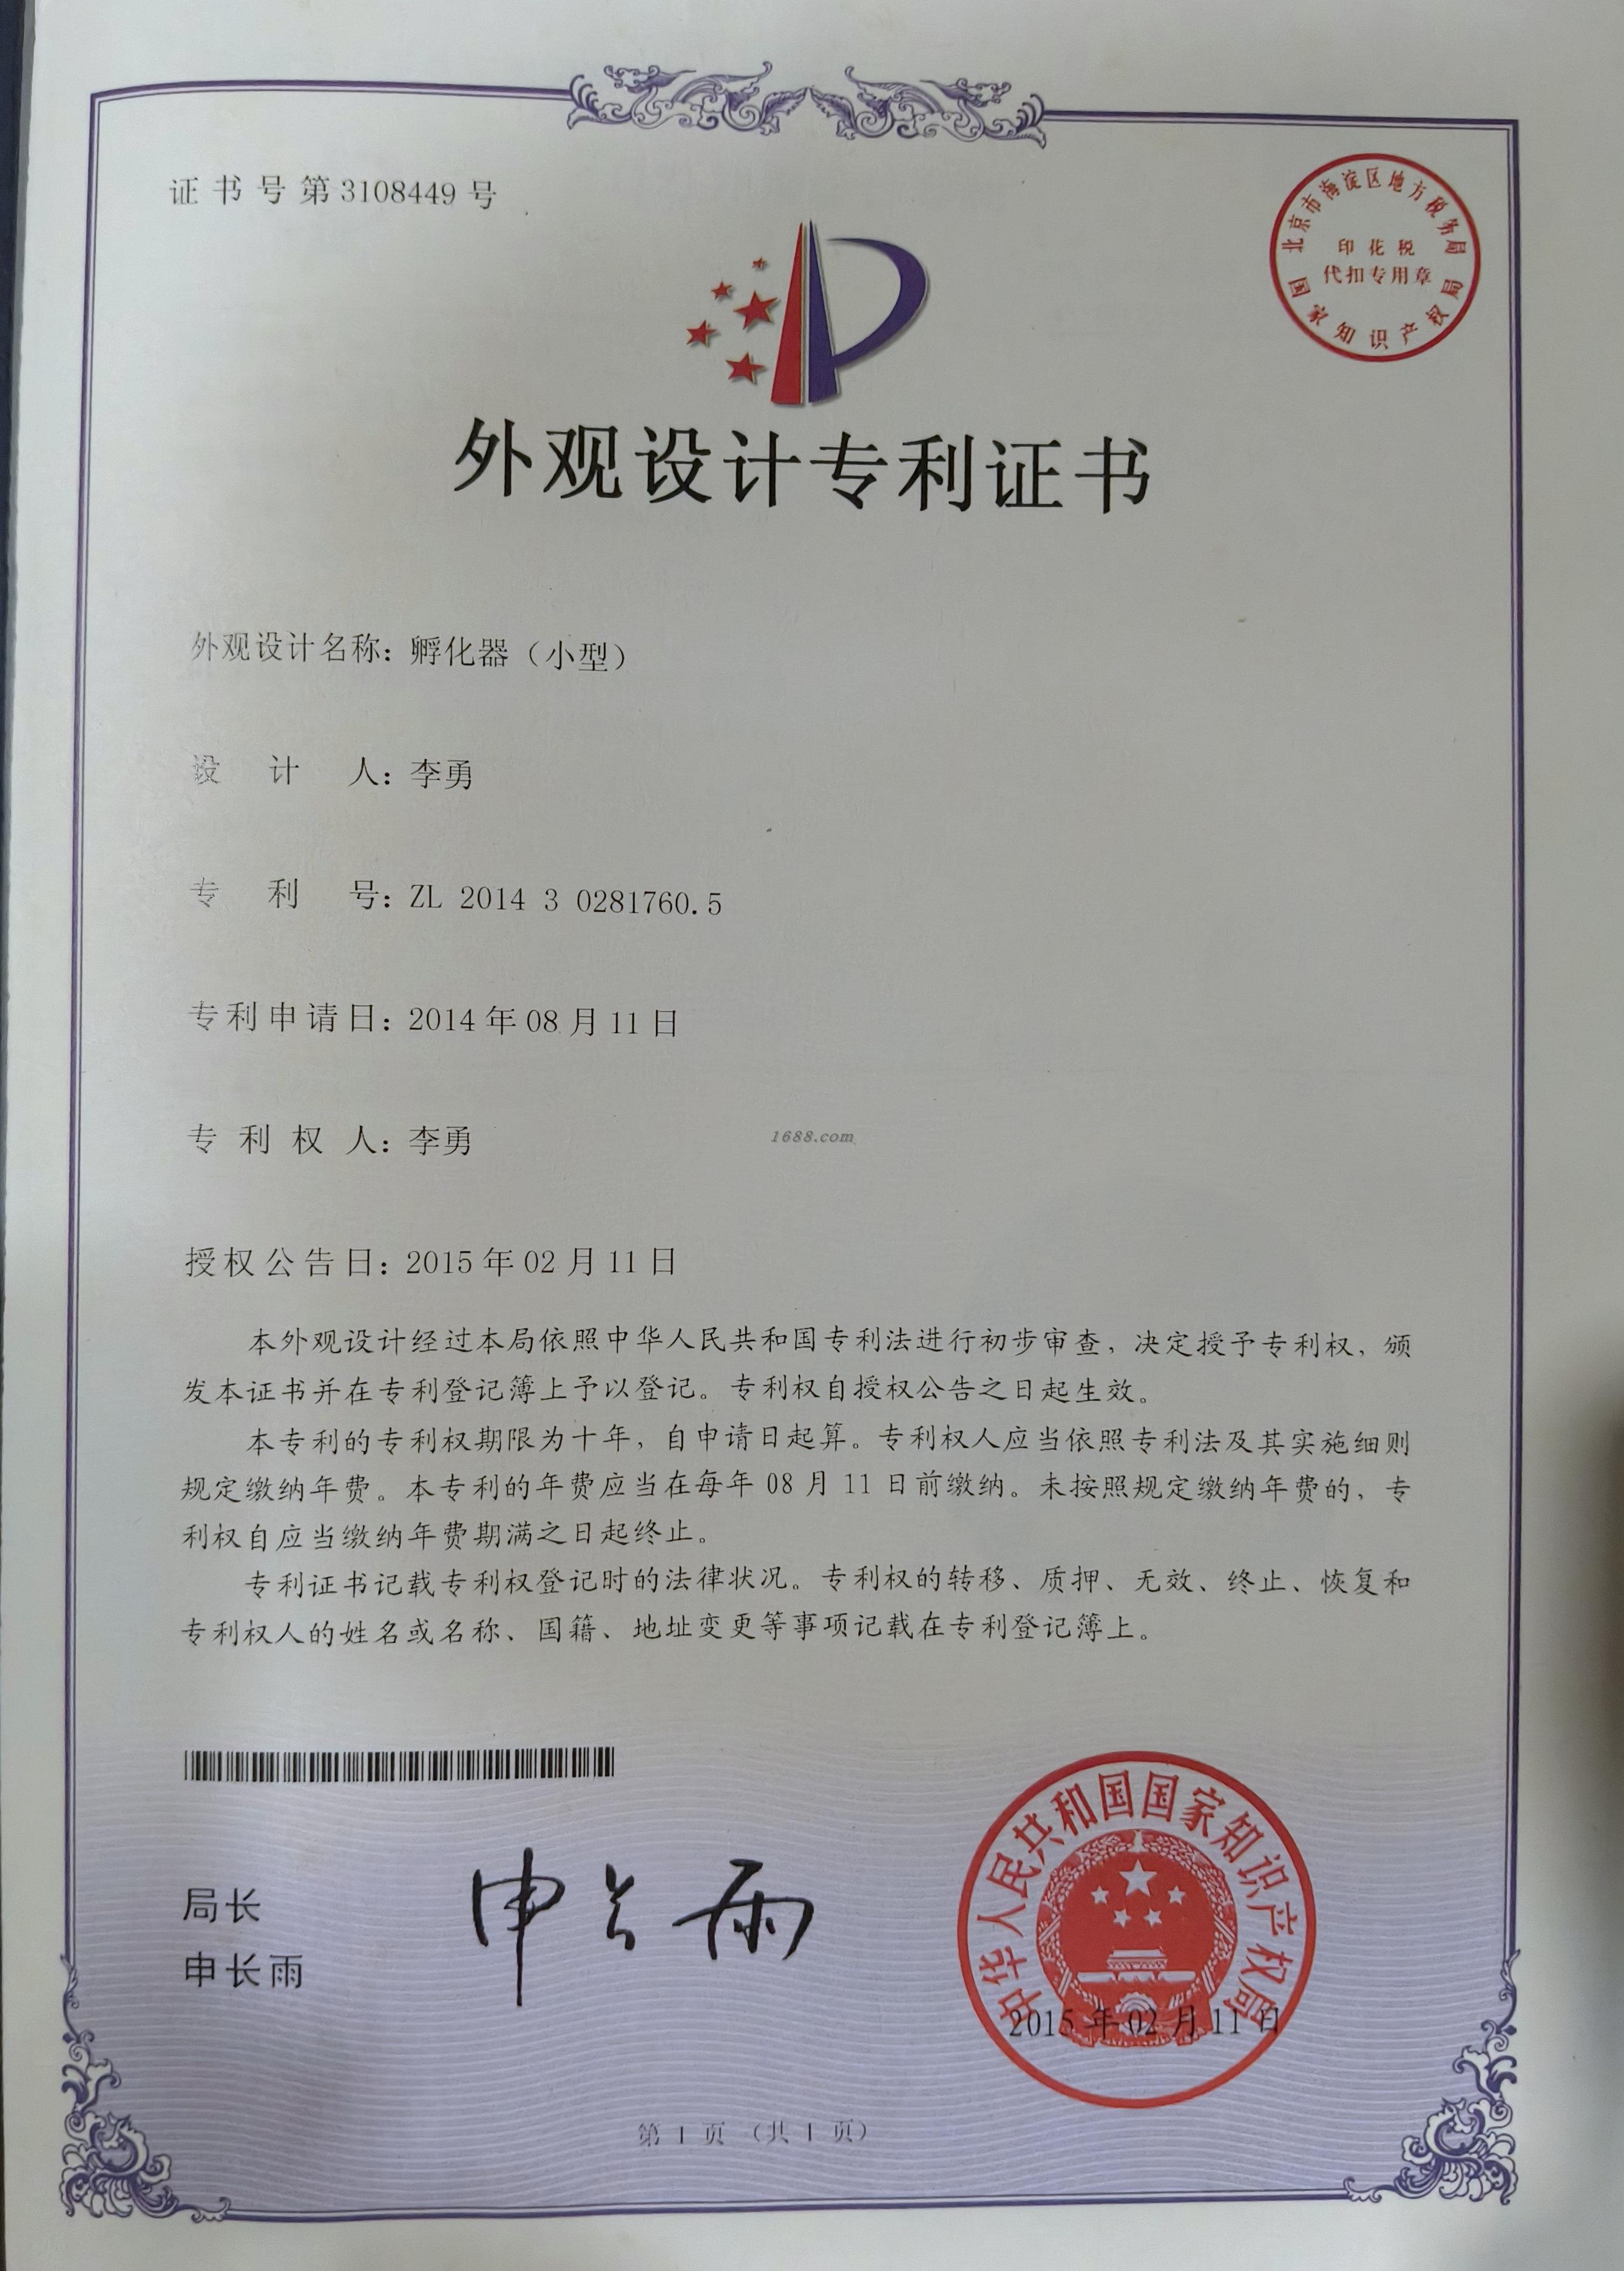 证书号第3108449号
北京市海淀区地方税务局
印花税
代扣专用章
国家知识产权局
外观设计专利证书
外观设计名称：孵化器（小型）
设计人：李勇
专利号：ZL 2014 3 0281760.5
专利申请日：2014年08月11日
专利权人：李勇
1688.com
授权公告日：2015年02月11日
本外观设计经过本局依照中华人民共和国专利法进行初步审查，决定授予专利权，颁
发本证书并在专利登记簿上予以登记。专利权自授权公告之日起生效。
本专利的专利权期限为十年，自申请日起算。专利权人应当依照专利法及其实施细则
规定缴纳年费。本专利的年费应当在每年 08 月 11 日前缴纳。未按照规定缴纳年费的，专
利权自应当缴纳年费期满之日起终止。
专利证书记载专利权登记时的法律状况。专利权的转移、质押、无效、终止、恢复和
专利权人的姓名或名称、国籍、地址变更等事项记载在专利登记簿上。
局长
申长雨
申长雨
中华人民共和国国家知识产权局
2015年02月11日
第1页（共1页）